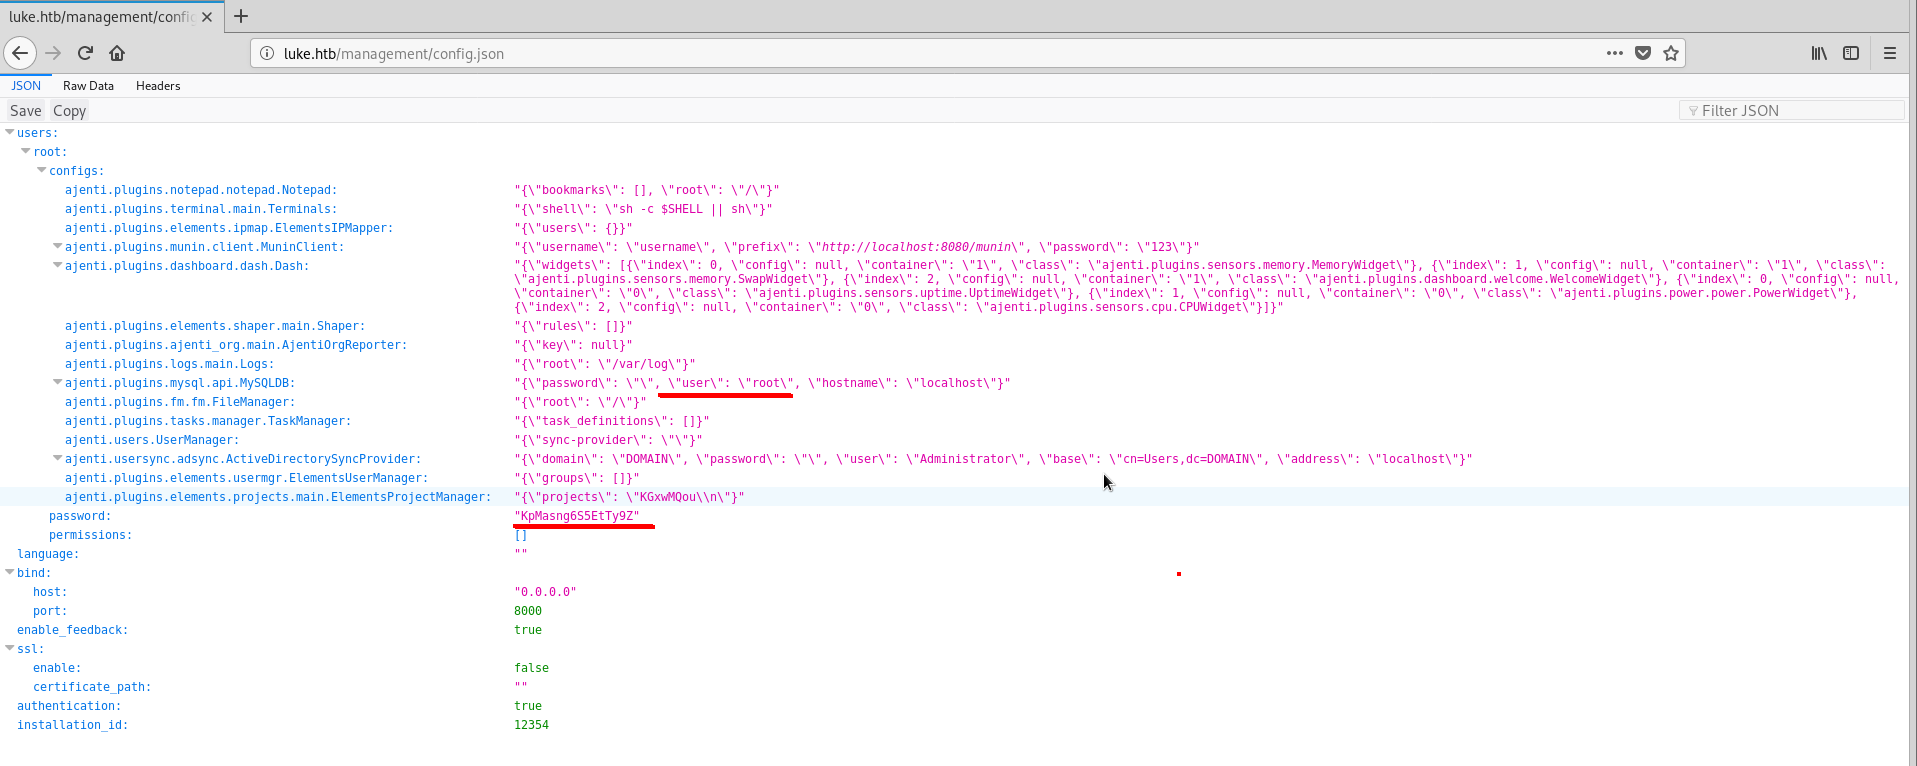 luke.htb/management/config
luke.htb/management/config.json
JSON Raw Data Headers
Save Copy Filter JSON
users:
root:
configs:
ajenti.plugins.notepad.notepad.Notepad: "{\"bookmarks\": [], \"root\": \"/\"}"
ajenti.plugins.terminal.main.Terminals: "{\"shell\": \"sh -c $SHELL || sh\"}"
ajenti.plugins.elements.ipmap.ElementsIPMapper: "{\"users\": {}}"
ajenti.plugins.munin.client.MuninClient: "{\"username\": \"username\", \"prefix\": \"http://localhost:8080/munin\", \"password\": \"123\"}"
ajenti.plugins.dashboard.dash.Dash: "{\"widgets\": [{\"index\": 0, \"config\": null, \"container\": \"1\", \"class\": \"ajenti.plugins.sensors.memory.MemoryWidget\"}, {\"index\": 1, \"config\": null, \"container\": \"1\", \"class\":
\"ajenti.plugins.sensors.memory.SwapWidget\"}, {\"index\": 2, \"config\": null, \"container\": \"1\", \"class\": \"ajenti.plugins.dashboard.welcome.WelcomeWidget\"}, {\"index\": 0, \"config\": null,
\"container\": \"0\", \"class\": \"ajenti.plugins.sensors.uptime.UptimeWidget\"}, {\"index\": 1, \"config\": null, \"container\": \"0\", \"class\": \"ajenti.plugins.power.power.PowerWidget\"},
{\"index\": 2, \"config\": null, \"container\": \"0\", \"class\": \"ajenti.plugins.sensors.cpu.CPUWidget\"}]}"
ajenti.plugins.elements.shaper.main.Shaper: "{\"rules\": []}"
ajenti.plugins.ajenti_org.main.AjentiOrgReporter: "{\"key\": null}"
ajenti.plugins.logs.main.Logs: "{\"root\": \"/var/log\"}"
ajenti.plugins.mysql.api.MySQLDB: "{\"password\": \"\", \"user\": \"root\", \"hostname\": \"localhost\"}"
ajenti.plugins.fm.fm.FileManager: "{\"root\": \"/\"}"
ajenti.plugins.tasks.manager.TaskManager: "{\"task_definitions\": []}"
ajenti.users.UserManager: "{\"sync-provider\": \"\"}"
ajenti.usersync.adsync.ActiveDirectorySyncProvider: "{\"domain\": \"DOMAIN\", \"password\": \"\", \"user\": \"Administrator\", \"base\": \"cn=Users,dc=DOMAIN\", \"address\": \"localhost\"}"
ajenti.plugins.elements.usermgr.ElementsUserManager: "{\"groups\": []}"
ajenti.plugins.elements.projects.main.ElementsProjectManager: "{\"projects\": \"KGxwMQou\\n\"}"
password: "KpMasng6S5EtTy9Z"
permissions: []
language: ""
bind:
host: "0.0.0.0"
port: 8000
enable_feedback: true
ssl:
enable: false
certificate_path: ""
authentication: true
installation_id: 12354